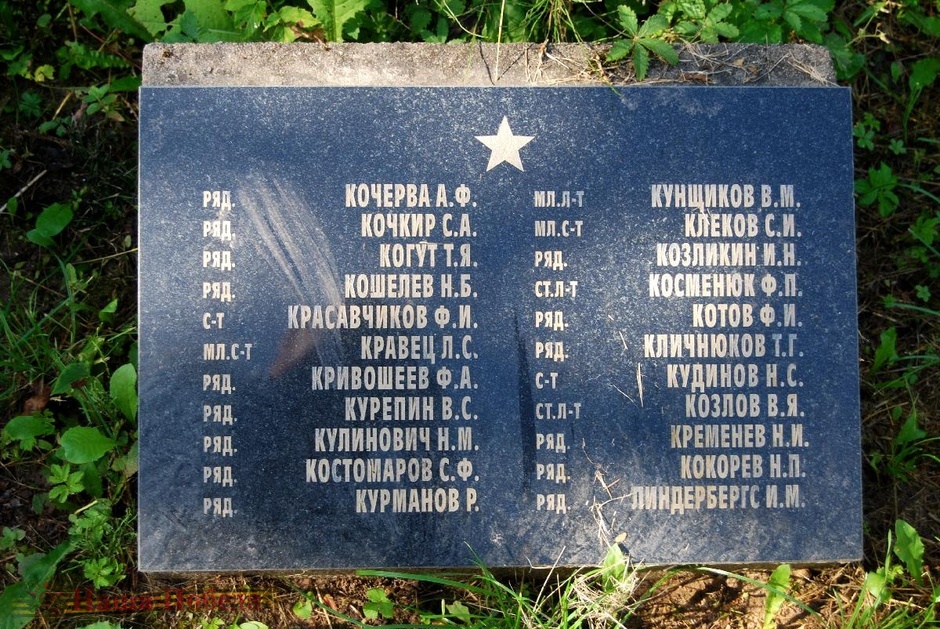 РЯД. КОЧЕРВА А.Ф.
РЯД. КОЧКИР С.А.
РЯД. КОГУТ Т.Я.
РЯД. КОШЕЛЕВ Н.Б.
С-Т КРАСАВЧИКОВ Ф.И.
МЛ.С-Т КРАВЕЦ Л.С.
РЯД. КРИВОШЕЕВ Ф.А.
РЯД. КУРЕПИН В.С.
РЯД. КУЛИНОВИЧ Н.М.
РЯД. КОСТОМАРОВ С.Ф.
РЯД. КУРМАНОВ Р.
МЛ.Л-Т КУНЩИКОВ В.М.
МЛ.С-Т КЛЕКОВ С.И.
РЯД. КОЗЛИКИН И.Н.
СТ.Л-Т КОСМЕНЮК Ф.П.
РЯД. КОТОВ Ф.И.
РЯД. КЛИЧНЮКОВ Т.Г.
С-Т КУДИНОВ Н.С.
СТ.Л-Т КОЗЛОВ В.Я.
РЯД. КРЕМЕНЕВ Н.И.
РЯД. КОКОРЕВ Н.П.
РЯД. ЛИНДЕРБЕРГС И.М.
Наша Победа